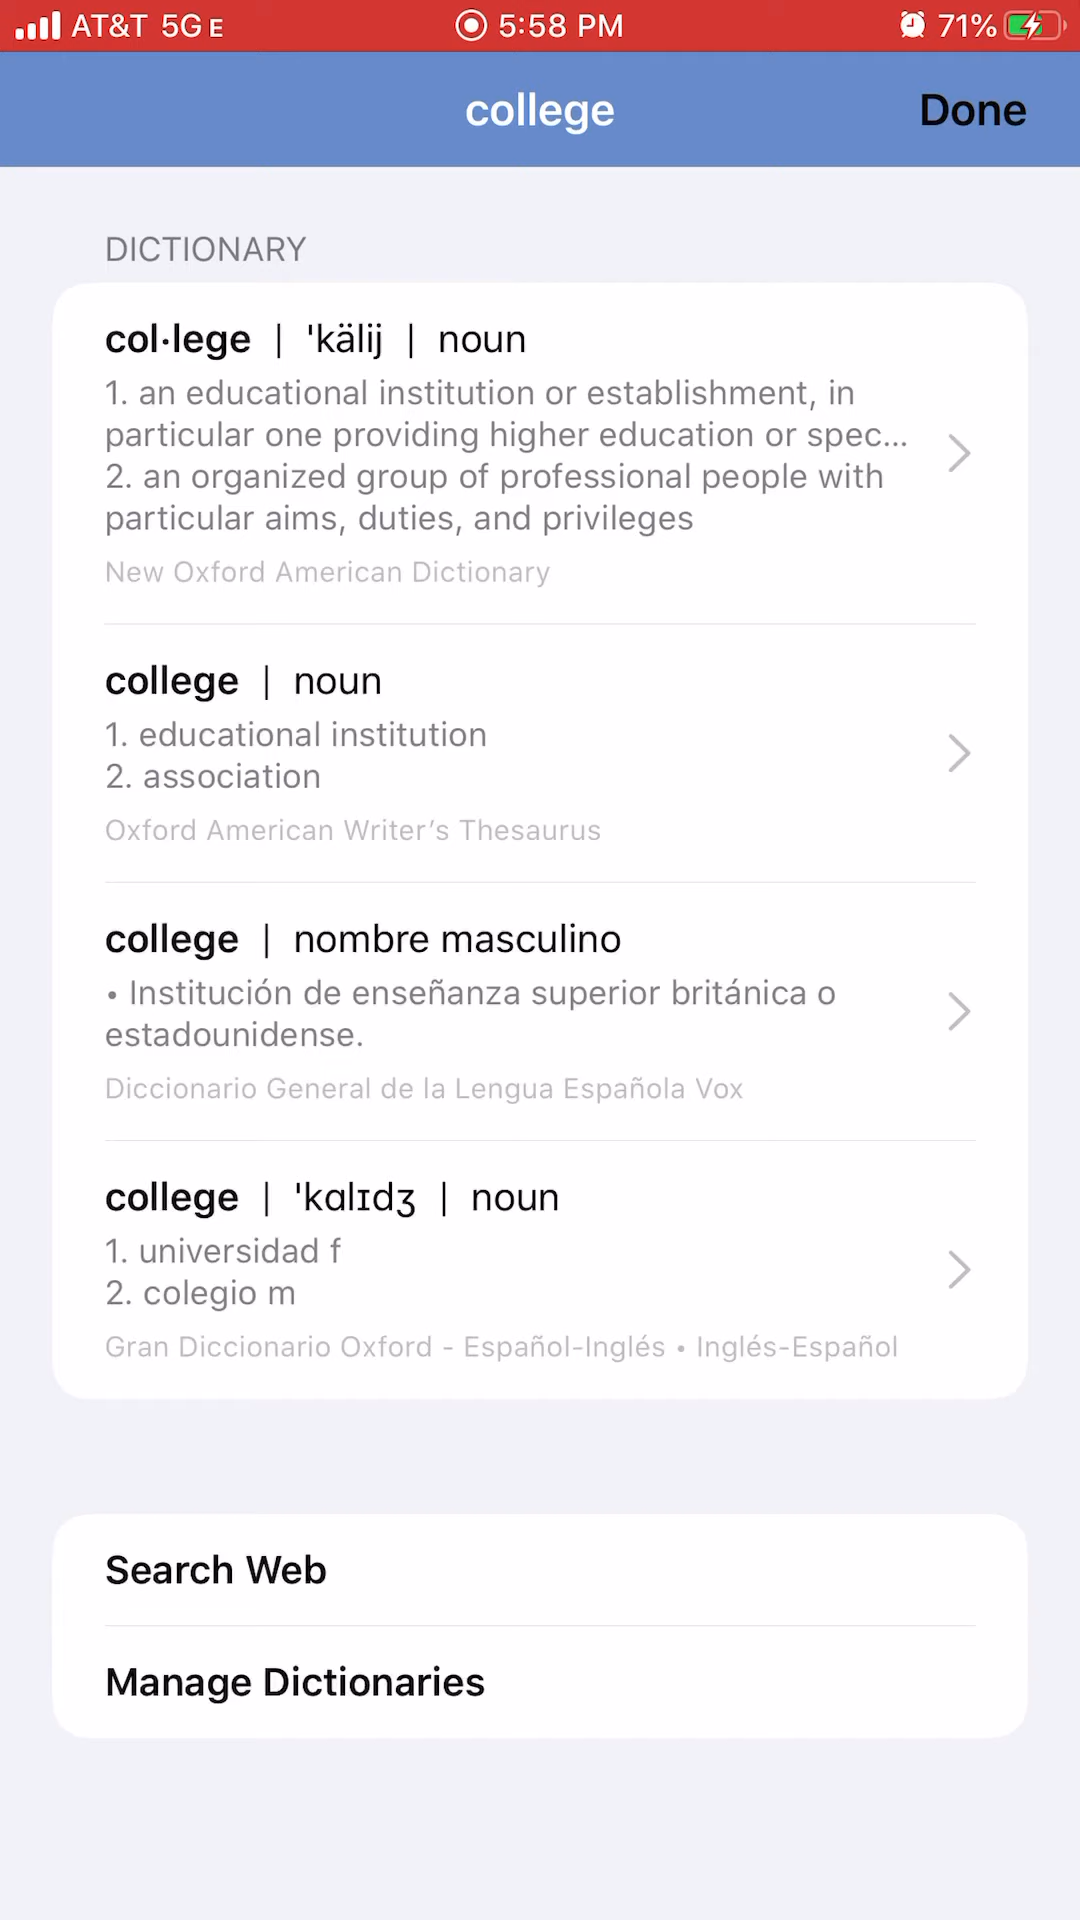 AT&T 5GE 5:58 PM 71%
college Done
DICTIONARY
col·lege | 'kälij | noun
1. an educational institution or establishment, in
particular one providing higher education or spec...
2. an organized group of professional people with
particular aims, duties, and privileges
New Oxford American Dictionary
college | noun
1. educational institution
2. association
Oxford American Writer’s Thesaurus
college | nombre masculino
• Institución de enseñanza superior británica o
estadounidense.
Diccionario General de la Lengua Española Vox
college | 'kɑlɪdʒ | noun
1. universidad f
2. colegio m
Gran Diccionario Oxford - Español-Inglés • Inglés-Español
Search Web
Manage Dictionaries